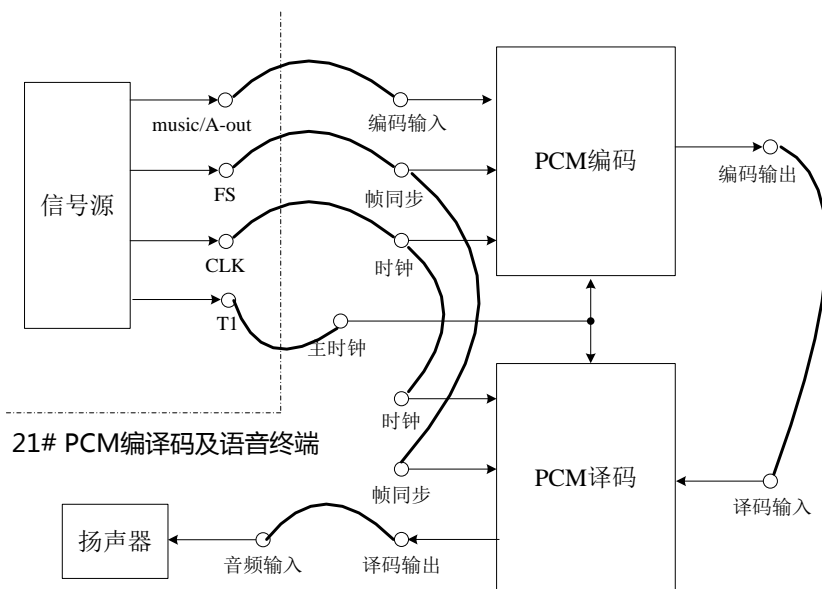 music/A-out
编码输入
PCM编码
编码输出
信号源
FS
帧同步
CLK
时钟
T1
主时钟
时钟
21# PCM编译码及语音终端
帧同步
PCM译码
译码输入
扬声器
音频输入
译码输出